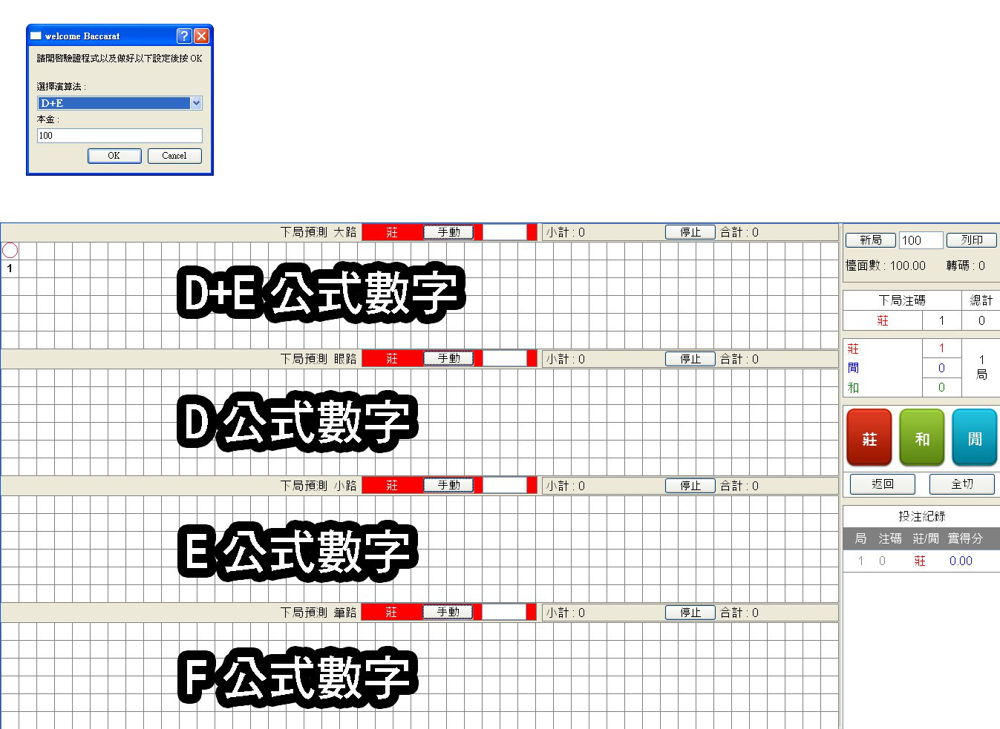 welcome Baccarat
請開啓驗證程式以及做好以下設定後按 OK
選擇演算法 :
D+E
本金 :
100
OK Cancel
下局預測 大路 莊 手動 小計 : 0 停止 合計 : 0
1
D+E 公式數字
下局預測 眼路 莊 手動 小計 : 0 停止 合計 : 0
D 公式數字
下局預測 小路 莊 手動 小計 : 0 停止 合計 : 0
E 公式數字
下局預測 筆路 莊 手動 小計 : 0 停止 合計 : 0
F 公式數字
新局 100 列印
檯面數 : 100.00 轉碼 : 0
下局注碼 總計
莊 1 0
莊 1
閒 0
和 0
1
局
莊 和 閒
返回 全切
投注紀錄
局 注碼 莊/閒 實得分
1 0 莊 0.00